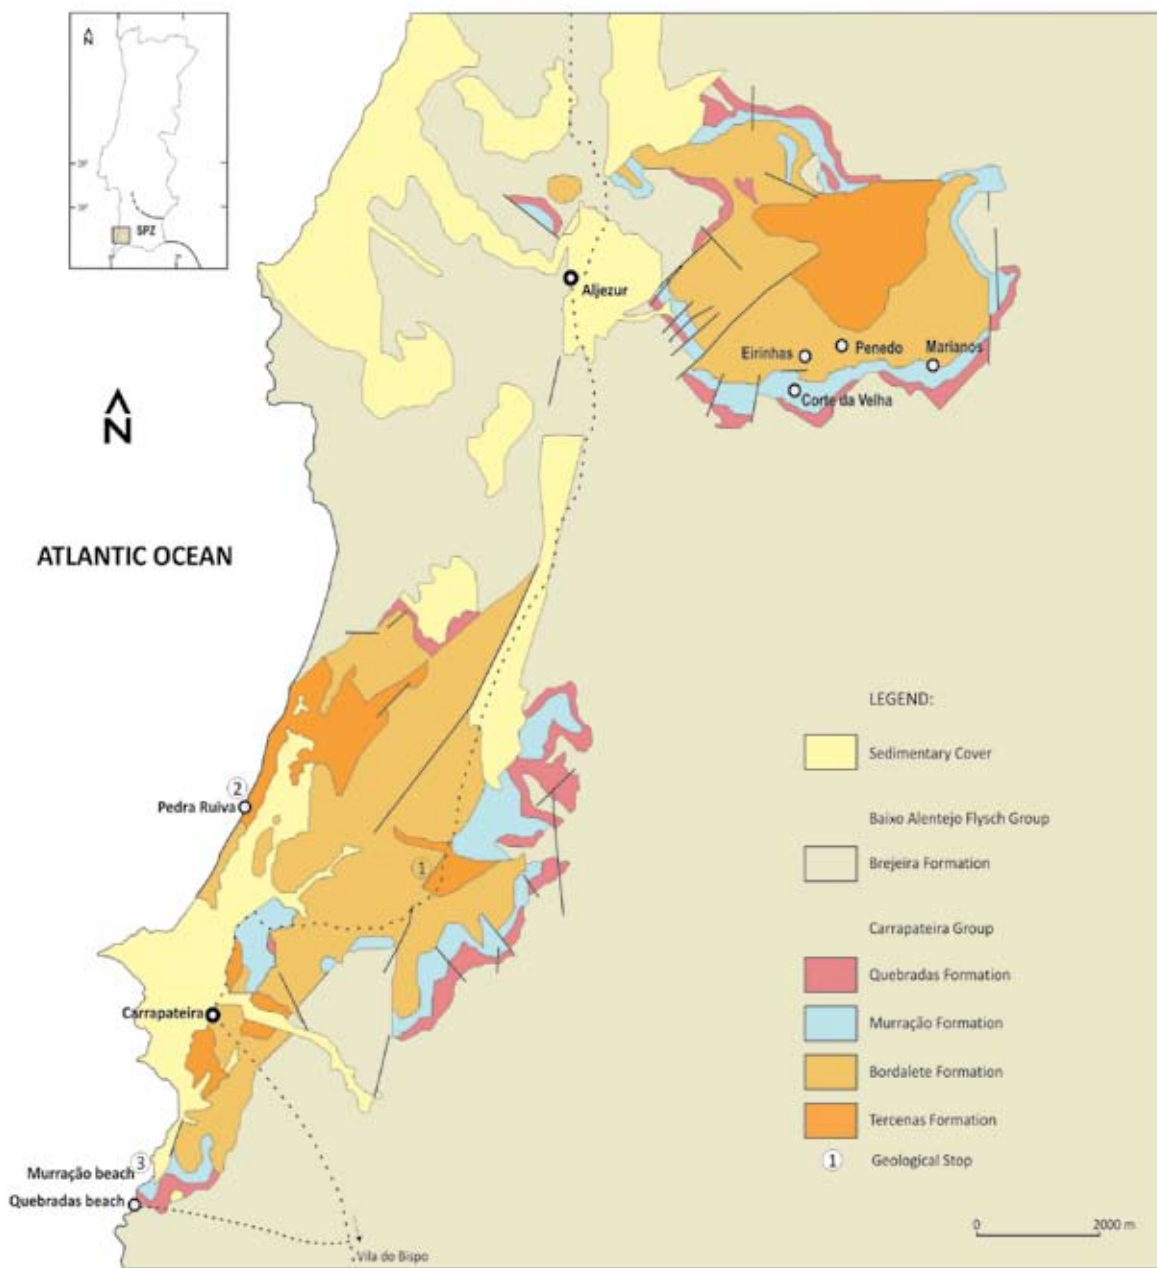 N
SPZ
Aljezur
Eirinhas
Penedo
Marianos
Corte da Velha
N
ATLANTIC OCEAN
2
Pedra Ruiva
1
Carrapateira
3
Murração beach
Quebradas beach
Vila do Bispo
LEGEND:
Sedimentary Cover
Baixo Alentejo Flysch Group
Brejeira Formation
Carrapateira Group
Quebradas Formation
Murração Formation
Bordalete Formation
Tercenas Formation
1 Geological Stop
0 2000 m